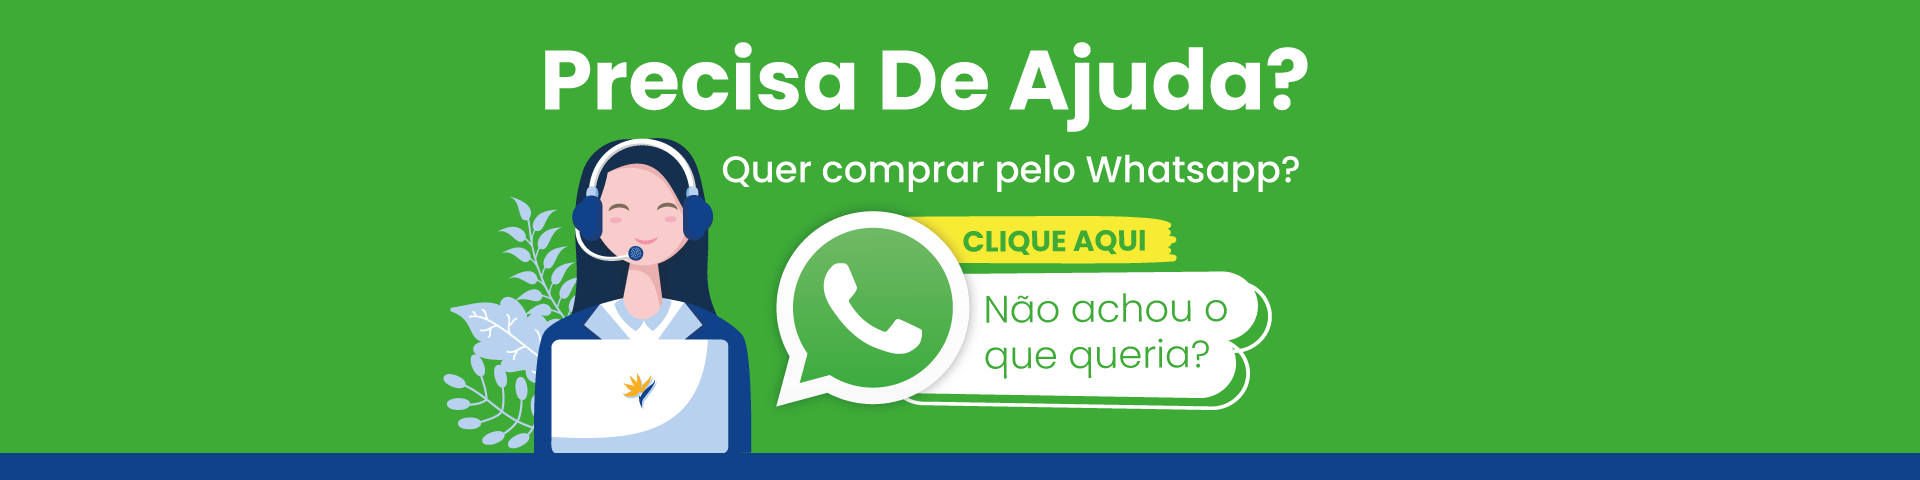 Precisa De Ajuda?
Quer comprar pelo Whatsapp?
CLIQUE AQUI
Não achou o
que queria?